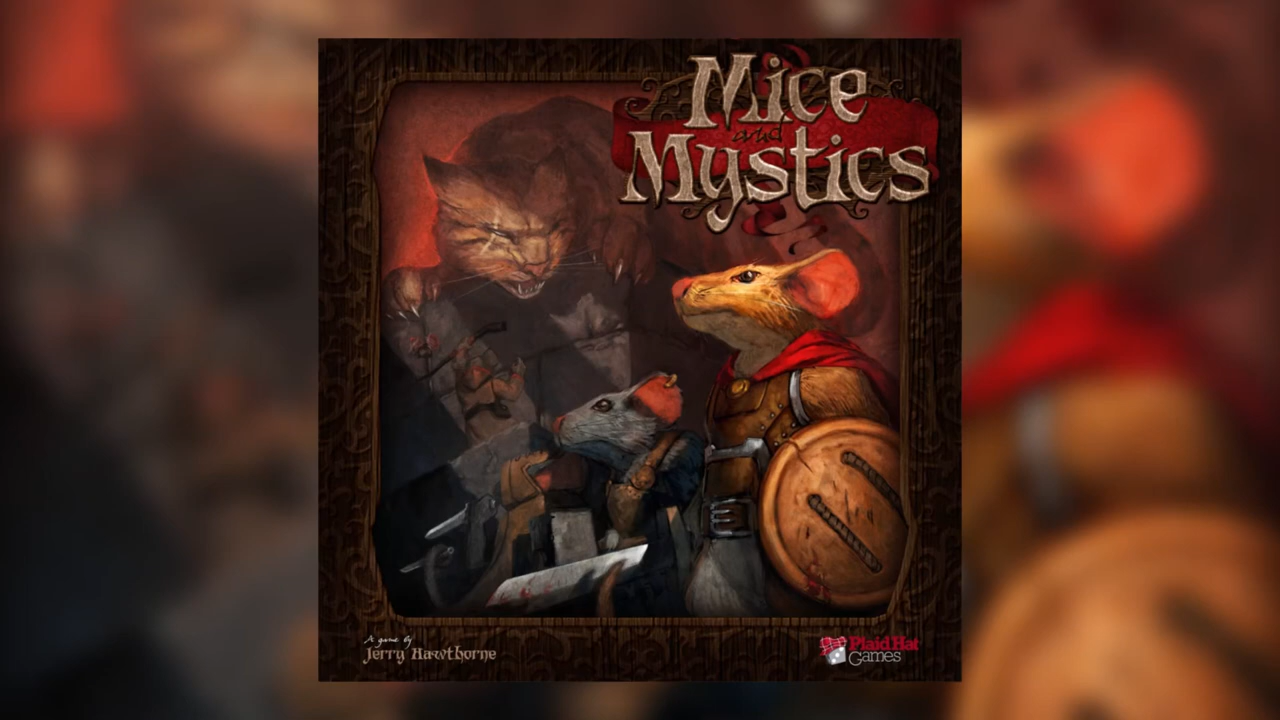 Mice
and
Mystics
A game by
Jerry Hawthorne
Plaid Hat
Games